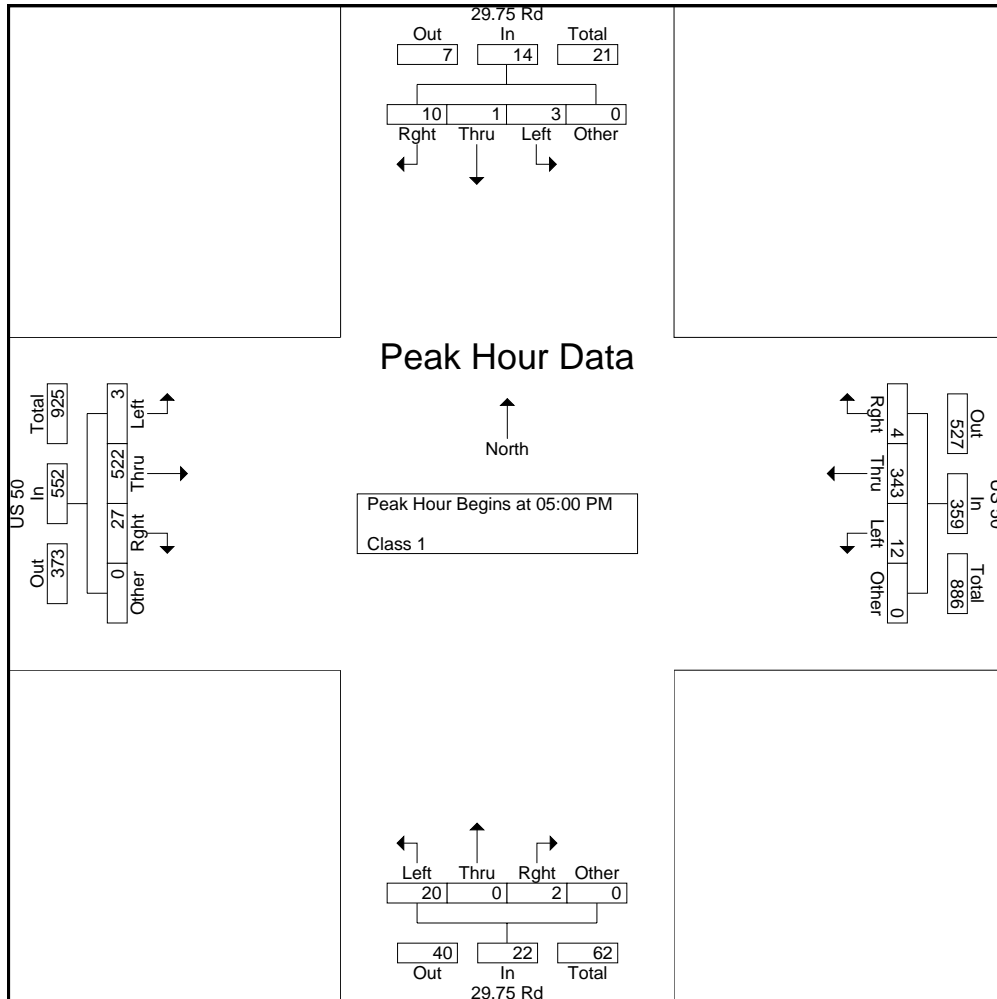 29.75 Rd
Out In Total
7 14 21
10 1 3 0
Rght Thru Left Other
Peak Hour Data
North
Peak Hour Begins at 05:00 PM
Class 1
US 50
Total In Out
925 552 373
3 522 27 0
Left Thru Rght Other
Rght Thru Left Other
4 343 12 0
Out In Total
527 359 886
US 50
Left Thru Rght Other
20 0 2 0
40 22 62
Out In Total
29.75 Rd